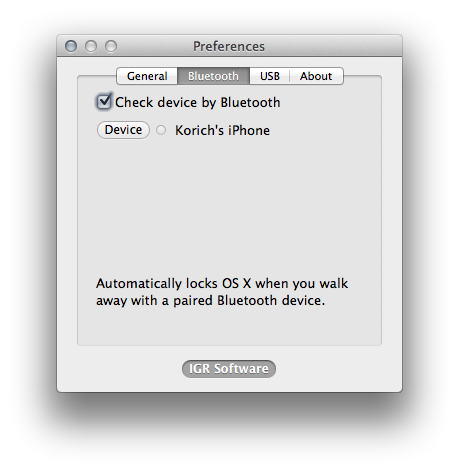 Preferences
General Bluetooth USB About
Check device by Bluetooth
Device Korich's iPhone
Automatically locks OS X when you walk
away with a paired Bluetooth device.
IGR Software